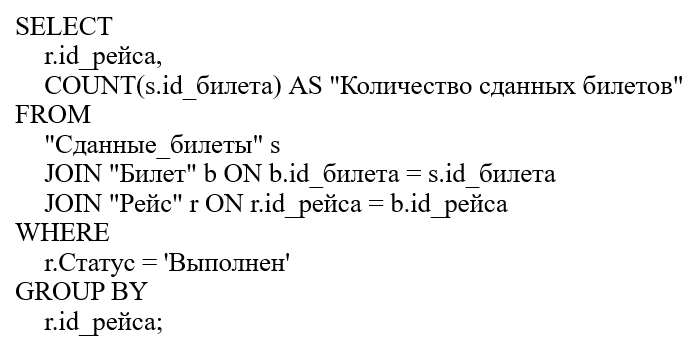 SELECT
r.id_рейса,
COUNT(s.id_билета) AS "Количество сданных билетов"
FROM
"Сданные_билеты" s
JOIN "Билет" b ON b.id_билета = s.id_билета
JOIN "Рейс" r ON r.id_рейса = b.id_рейса
WHERE
r.Статус = 'Выполнен'
GROUP BY
r.id_рейса;